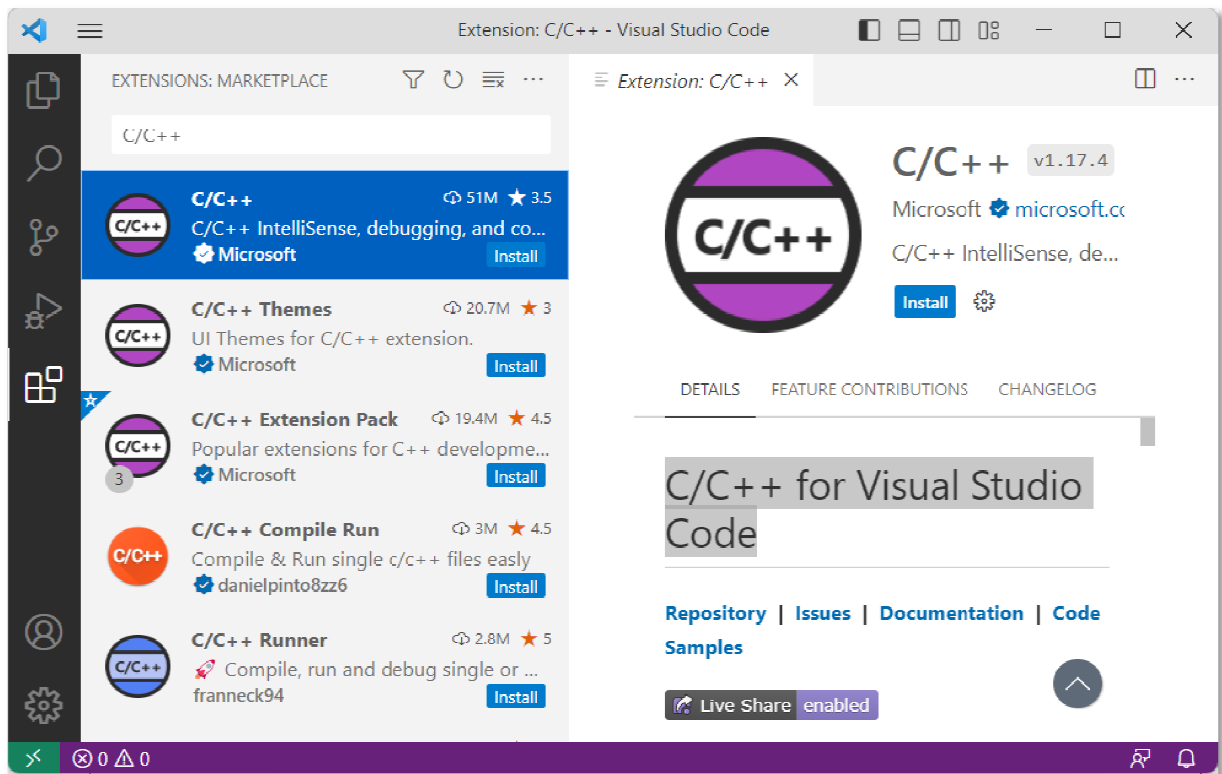 Extension: C/C++ - Visual Studio Code
EXTENSIONS: MARKETPLACE
C/C++
C/C++ 51M 3.5
C/C++ IntelliSense, debugging, and co...
Microsoft Install
C/C++
C/C++ Themes 20.7M 3
UI Themes for C/C++ extension.
Microsoft Install
C/C++
C/C++ Extension Pack 19.4M 4.5
Popular extensions for C++ developme...
Microsoft Install
C/C++
3
C/C++ Compile Run 3M 4.5
Compile & Run single c/c++ files easly
danielpinto8zz6 Install
C/C++
C/C++ Runner 2.8M 5
Compile, run and debug single or ...
franneck94 Install
C/C++
Extension: C/C++
C/C++
C/C++ v1.17.4
Microsoft microsoft.cc
C/C++ IntelliSense, de...
Install
DETAILS FEATURE CONTRIBUTIONS CHANGELOG
C/C++ for Visual Studio
Code
Repository | Issues | Documentation | Code
Samples
Live Share enabled
0 0